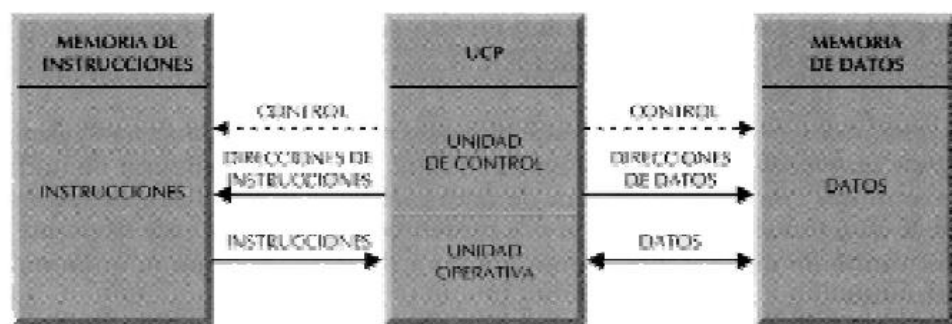 MEMORIA DE
INSTRUCCIONES
INSTRUCCIONES
CONTROL
DIRECCIONES DE
INSTRUCCIONES
INSTRUCCIONES
UCP
UNIDAD
DE CONTROL
UNIDAD
OPERATIVA
CONTROL
DIRECCIONES
DE DATOS
DATOS
MEMORIA
DE DATOS
DATOS